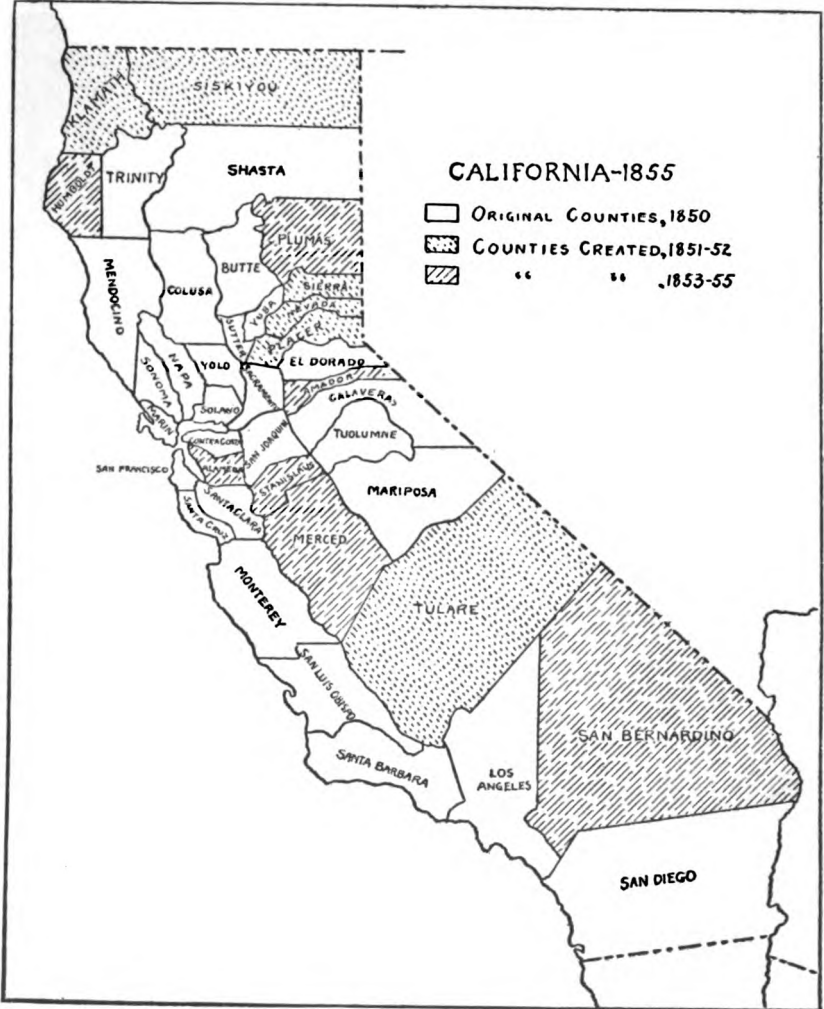 CALIFORNIA-1855
ORIGINAL COUNTIES, 1850
COUNTIES CREATED, 1851-52
“ “ , 1853-55
KLAMATH
SISKIYOU
HUMBOLDT
TRINITY
SHASTA
MENDOCINO
COLUSA
BUTTE
PLUMAS
SIERRA
YUBA
NEVADA
SUTTER
PLACER
SONOMA
NAPA
YOLO
EL DORADO
SACRAMENTO
AMADOR
CALAVERAS
MARIN
SOLANO
CONTRA COSTA
SAN JOAQUIN
TUOLUMNE
SAN FRANCISCO
ALAMEDA
STANISLAUS
MARIPOSA
SANTA CLARA
SANTA CRUZ
MERCED
MONTEREY
TULARE
SAN LUIS OBISPO
SANTA BARBARA
LOS
ANGELES
SAN BERNARDINO
SAN DIEGO